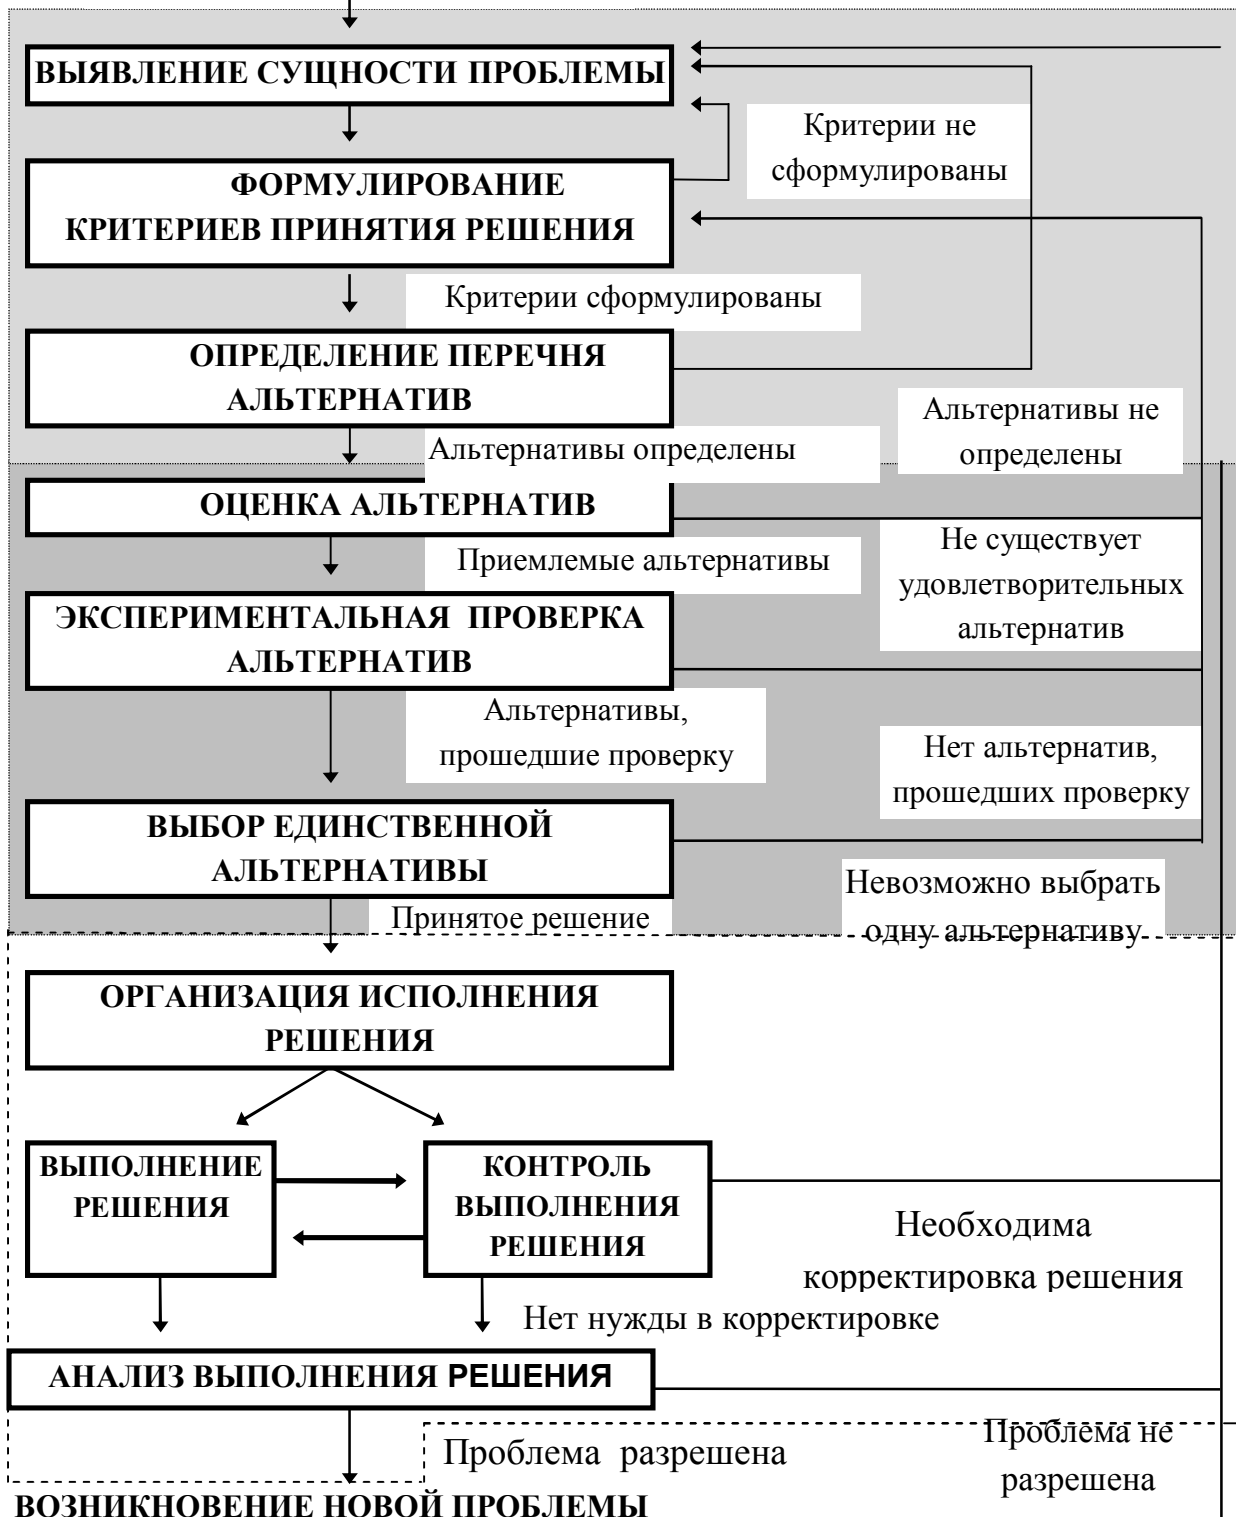 ВЫЯВЛЕНИЕ СУЩНОСТИ ПРОБЛЕМЫ
Критерии не
сформулированы
ФОРМУЛИРОВАНИЕ
КРИТЕРИЕВ ПРИНЯТИЯ РЕШЕНИЯ
Критерии сформулированы
ОПРЕДЕЛЕНИЕ ПЕРЕЧНЯ
АЛЬТЕРНАТИВ
Альтернативы не
определены
Альтернативы определены
ОЦЕНКА АЛЬТЕРНАТИВ
Не существует
удовлетворительных
альтернатив
Приемлемые альтернативы
ЭКСПЕРИМЕНТАЛЬНАЯ ПРОВЕРКА
АЛЬТЕРНАТИВ
Альтернативы,
прошедшие проверку
Нет альтернатив,
прошедших проверку
ВЫБОР ЕДИНСТВЕННОЙ
АЛЬТЕРНАТИВЫ
Невозможно выбрать
одну альтернативу
Принятое решение
ОРГАНИЗАЦИЯ ИСПОЛНЕНИЯ
РЕШЕНИЯ
ВЫПОЛНЕНИЕ
РЕШЕНИЯ
КОНТРОЛЬ
ВЫПОЛНЕНИЯ
РЕШЕНИЯ
Необходима
корректировка решения
Нет нужды в корректировке
АНАЛИЗ ВЫПОЛНЕНИЯ РЕШЕНИЯ
Проблема разрешена
Проблема не
разрешена
ВОЗНИКНОВЕНИЕ НОВОЙ ПРОБЛЕМЫ